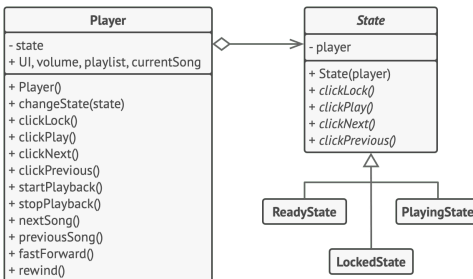 Player
- state
+ UI, volume, playlist, currentSong
+ Player()
+ changeState(state)
+ clickLock()
+ clickPlay()
+ clickNext()
+ clickPrevious()
+ startPlayback()
+ stopPlayback()
+ nextSong()
+ previousSong()
+ fastForward()
+ rewind()
State
- player
+ State(player)
+ clickLock()
+ clickPlay()
+ clickNext()
+ clickPrevious()
ReadyState
PlayingState
LockedState